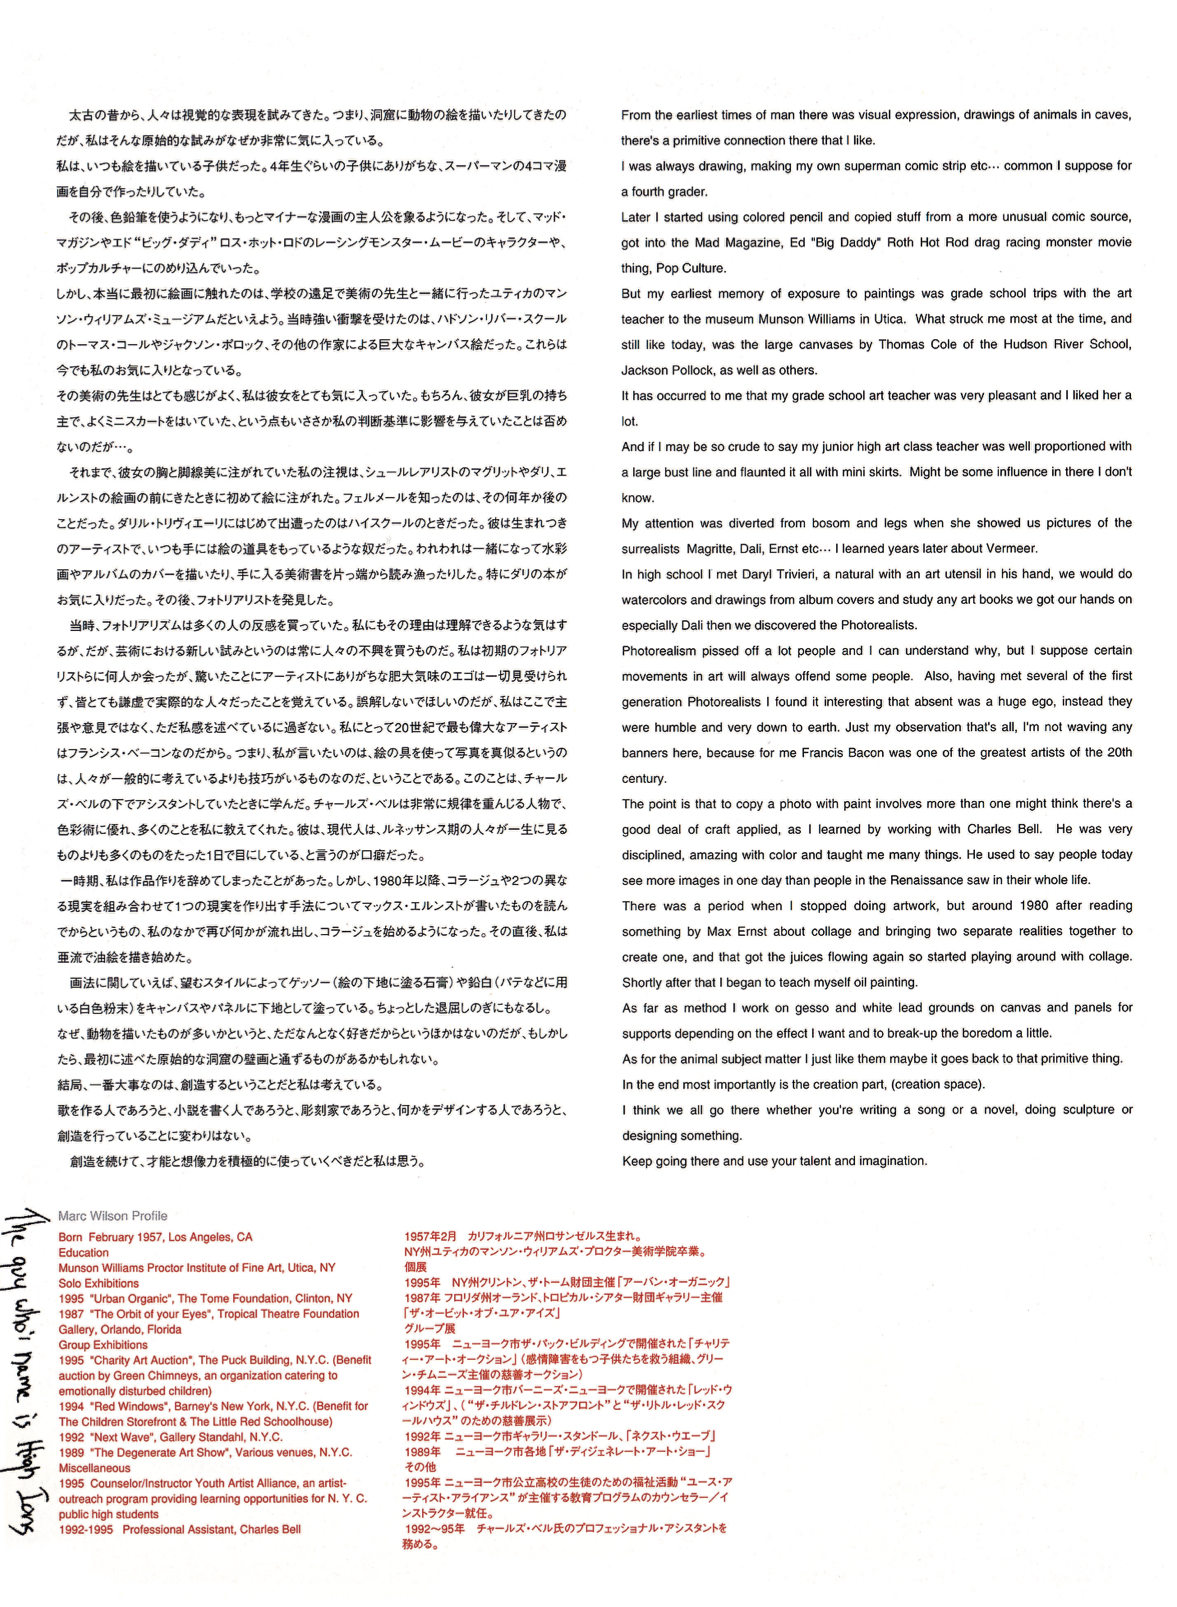 太古の昔から、人々は視覚的な表現を試みてきた。つまり、洞窟に動物の絵を描いたりしてきたの
だが、私はそんな原始的な試みがなぜか非常に気に入っている。
私は、いつも絵を描いている子供だった。4年生ぐらいの子供にありがちな、スーパーマンの4コマ漫
画を自分で作ったりしていた。
その後、色鉛筆を使うようになり、もっとマイナーな漫画の主人公を象るようになった。そして、マッド・
マガジンやエド“ビッグ・ダディ”ロス・ホット・ロドのレーシングモンスター・ムービーのキャラクターや、
ポップカルチャーにのめり込んでいった。
しかし、本当に最初に絵画に触れたのは、学校の遠足で美術の先生と一緒に行ったユティカのマン
ソン・ウィリアムズ・ミュージアムだといえよう。当時強い衝撃を受けたのは、ハドソン・リバー・スクール
のトーマス・コールやジャクソン・ポロック、その他の作家による巨大なキャンバス絵だった。これらは
今でも私のお気に入りとなっている。
その美術の先生はとても感じがよく、私は彼女をとても気に入っていた。もちろん、彼女が巨乳の持ち
主で、よくミニスカートをはいていた、という点もいささか私の判断基準に影響を与えていたことは否め
ないのだが…。
それまで、彼女の胸と脚線美に注がれていた私の注視は、シュールレアリストのマグリットやダリ、エ
ルンストの絵画の前にきたときに初めて絵に注がれた。フェルメールを知ったのは、その何年か後の
ことだった。ダリル・トリヴィエーリにはじめて出遭ったのはハイスクールのときだった。彼は生まれつき
のアーティストで、いつも手には絵の道具をもっているような奴だった。われわれは一緒になって水彩
画やアルバムのカバーを描いたり、手に入る美術書を片っ端から読み漁ったりした。特にダリの本が
お気に入りだった。その後、フォトリアリストを発見した。
当時、フォトリアリズムは多くの人の反感を買っていた。私にもその理由は理解できるような気はす
るが、だが、芸術における新しい試みというのは常に人々の不興を買うものだ。私は初期のフォトリア
リストらに何人か会ったが、驚いたことにアーティストにありがちな肥大気味のエゴは一切見受けられ
ず、皆とても謙虚で実際的な人々だったことを覚えている。誤解しないでほしいのだが、私はここで主
張や意見ではなく、ただ私感を述べているに過ぎない。私にとって20世紀で最も偉大なアーティスト
はフランシス・ベーコンなのだから。つまり、私が言いたいのは、絵の具を使って写真を真似るというの
は、人々が一般的に考えているよりも技巧がいるものなのだ、ということである。このことは、チャール
ズ・ベルの下でアシスタントしていたときに学んだ。チャールズ・ベルは非常に規律を重んじる人物で、
色彩術に優れ、多くのことを私に教えてくれた。彼は、現代人は、ルネッサンス期の人々が一生に見る
ものよりも多くのものをたった1日で目にしている、と言うのが口癖だった。
一時期、私は作品作りを辞めてしまったことがあった。しかし、1980年以降、コラージュや2つの異な
る現実を組み合わせて1つの現実を作り出す手法についてマックス・エルンストが書いたものを読ん
でからというもの、私のなかで再び何かが流れ出し、コラージュを始めるようになった。その直後、私は
亜流で油絵を描き始めた。
画法に関していえば、望むスタイルによってゲッソー（絵の下地に塗る石膏）や鉛白（パテなどに用
いる白色粉末）をキャンバスやパネルに下地として塗っている。ちょっとした退屈しのぎにもなるし。
なぜ、動物を描いたものが多いかというと、ただなんとなく好きだからというほかはないのだが、もしかし
たら、最初に述べた原始的な洞窟の壁画と通ずるものがあるかもしれない。
結局、一番大事なのは、創造するということだと私は考えている。
歌を作る人であろうと、小説を書く人であろうと、彫刻家であろうと、何かをデザインする人であろうと、
創造を行っていることに変わりはない。
創造を続けて、才能と想像力を積極的に使っていくべきだと私は思う。
From the earliest times of man there was visual expression, drawings of animals in caves,
there's a primitive connection there that I like.
I was always drawing, making my own superman comic strip etc… common I suppose for
a fourth grader.
Later I started using colored pencil and copied stuff from a more unusual comic source,
got into the Mad Magazine, Ed "Big Daddy" Roth Hot Rod drag racing monster movie
thing, Pop Culture.
But my earliest memory of exposure to paintings was grade school trips with the art
teacher to the museum Munson Williams in Utica. What struck me most at the time, and
still like today, was the large canvases by Thomas Cole of the Hudson River School,
Jackson Pollock, as well as others.
It has occurred to me that my grade school art teacher was very pleasant and I liked her a
lot.
And if I may be so crude to say my junior high art class teacher was well proportioned with
a large bust line and flaunted it all with mini skirts. Might be some influence in there I don't
know.
My attention was diverted from bosom and legs when she showed us pictures of the
surrealists Magritte, Dali, Ernst etc… I learned years later about Vermeer.
In high school I met Daryl Trivieri, a natural with an art utensil in his hand, we would do
watercolors and drawings from album covers and study any art books we got our hands on
especially Dali then we discovered the Photorealists.
Photorealism pissed off a lot people and I can understand why, but I suppose certain
movements in art will always offend some people. Also, having met several of the first
generation Photorealists I found it interesting that absent was a huge ego, instead they
were humble and very down to earth. Just my observation that's all, I'm not waving any
banners here, because for me Francis Bacon was one of the greatest artists of the 20th
century.
The point is that to copy a photo with paint involves more than one might think there's a
good deal of craft applied, as I learned by working with Charles Bell. He was very
disciplined, amazing with color and taught me many things. He used to say people today
see more images in one day than people in the Renaissance saw in their whole life.
There was a period when I stopped doing artwork, but around 1980 after reading
something by Max Ernst about collage and bringing two separate realities together to
create one, and that got the juices flowing again so started playing around with collage.
Shortly after that I began to teach myself oil painting.
As far as method I work on gesso and white lead grounds on canvas and panels for
supports depending on the effect I want and to break-up the boredom a little.
As for the animal subject matter I just like them maybe it goes back to that primitive thing.
In the end most importantly is the creation part, (creation space).
I think we all go there whether you're writing a song or a novel, doing sculpture or
designing something.
Keep going there and use your talent and imagination.
The guy who'I name is High Iors
Marc Wilson Profile
Born February 1957, Los Angeles, CA
Education
Munson Williams Proctor Institute of Fine Art, Utica, NY
Solo Exhibitions
1995 "Urban Organic", The Tome Foundation, Clinton, NY
1987 "The Orbit of your Eyes", Tropical Theatre Foundation
Gallery, Orlando, Florida
Group Exhibitions
1995 "Charity Art Auction", The Puck Building, N.Y.C. (Benefit
auction by Green Chimneys, an organization catering to
emotionally disturbed children)
1994 "Red Windows", Barney's New York, N.Y.C. (Benefit for
The Children Storefront & The Little Red Schoolhouse)
1992 "Next Wave", Gallery Standahl, N.Y.C.
1989 "The Degenerate Art Show", Various venues, N.Y.C.
Miscellaneous
1995 Counselor/Instructor Youth Artist Alliance, an artist-
outreach program providing learning opportunities for N. Y. C.
public high students
1992-1995 Professional Assistant, Charles Bell
1957年2月 カリフォルニア州ロサンゼルス生まれ。
NY州ユティカのマンソン・ウィリアムズ・プロクター美術学院卒業。
個展
1995年 NY州クリントン、ザ・トーム財団主催「アーバン・オーガニック」
1987年 フロリダ州オーランド、トロピカル・シアター財団ギャラリー主催
「ザ・オービット・オブ・ユア・アイズ」
グループ展
1995年 ニューヨーク市ザ・パック・ビルディングで開催された「チャリテ
ィー・アート・オークション」（感情障害をもつ子供たちを救う組織、グリー
ン・チムニーズ主催の慈善オークション）
1994年 ニューヨーク市バーニーズ・ニューヨークで開催された「レッド・ウ
ィンドウズ」、（“ザ・チルドレン・ストアフロント”と“ザ・リトル・レッド・スク
ールハウス”のための慈善展示）
1992年 ニューヨーク市ギャラリー・スタンドール、「ネクスト・ウエーブ」
1989年 ニューヨーク市各地「ザ・ディジェネレート・アート・ショー」
その他
1995年 ニューヨーク市公立高校の生徒のための福祉活動“ユース・ア
ーティスト・アライアンス”が主催する教育プログラムのカウンセラー／イ
ンストラクター就任。
1992〜95年 チャールズ・ベル氏のプロフェッショナル・アシスタントを
務める。